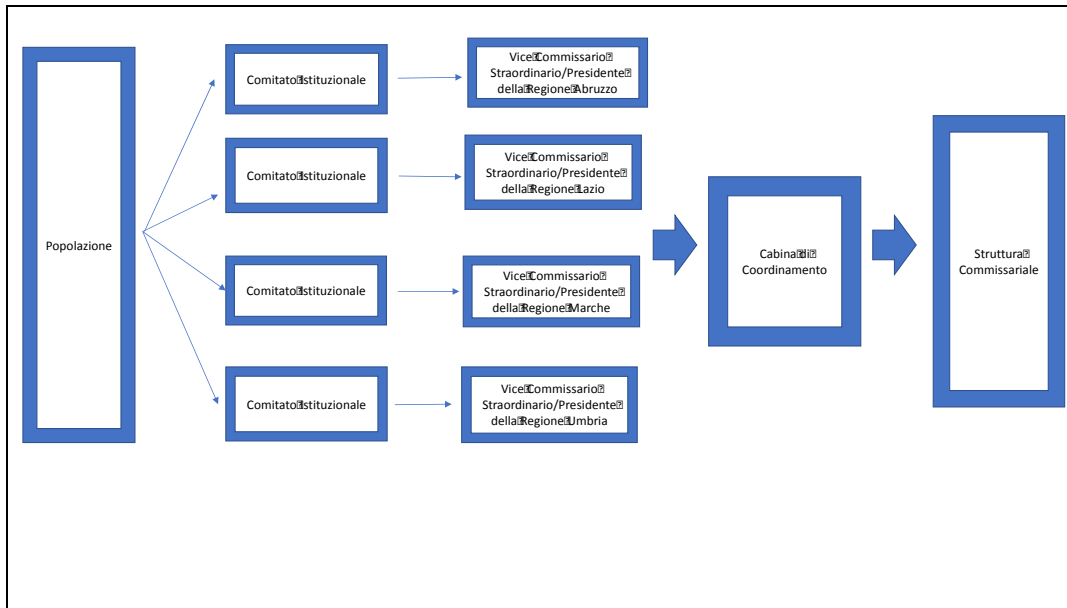 Popolazione
Comitato Istituzionale
Vice Commissario
Straordinario/Presidente
della Regione Abruzzo
Comitato Istituzionale
Vice Commissario
Straordinario/Presidente
della Regione Lazio
Comitato Istituzionale
Vice Commissario
Straordinario/Presidente
della Regione Marche
Comitato Istituzionale
Vice Commissario
Straordinario/Presidente
della Regione Umbria
Cabina di
Coordinamento
Struttura
Commissariale